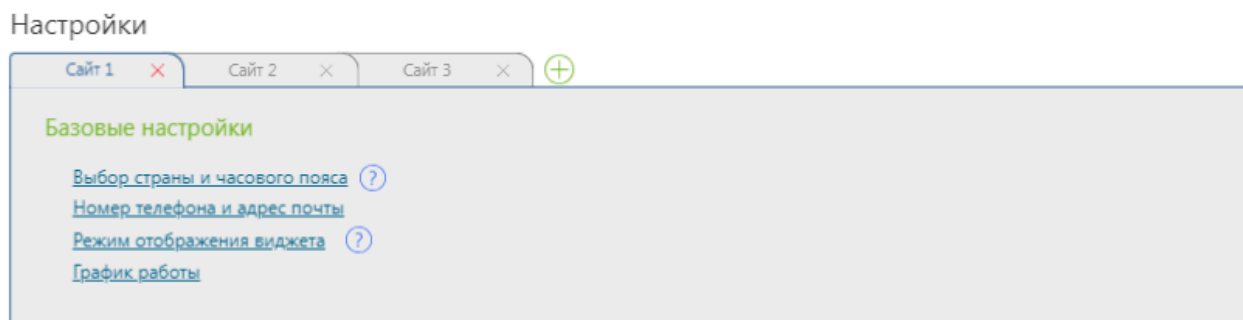 Настройки
Сайт 1 Сайт 2 Сайт 3
Базовые настройки
Выбор страны и часового пояса ?
Номер телефона и адрес почты
Режим отображения виджета ?
График работы